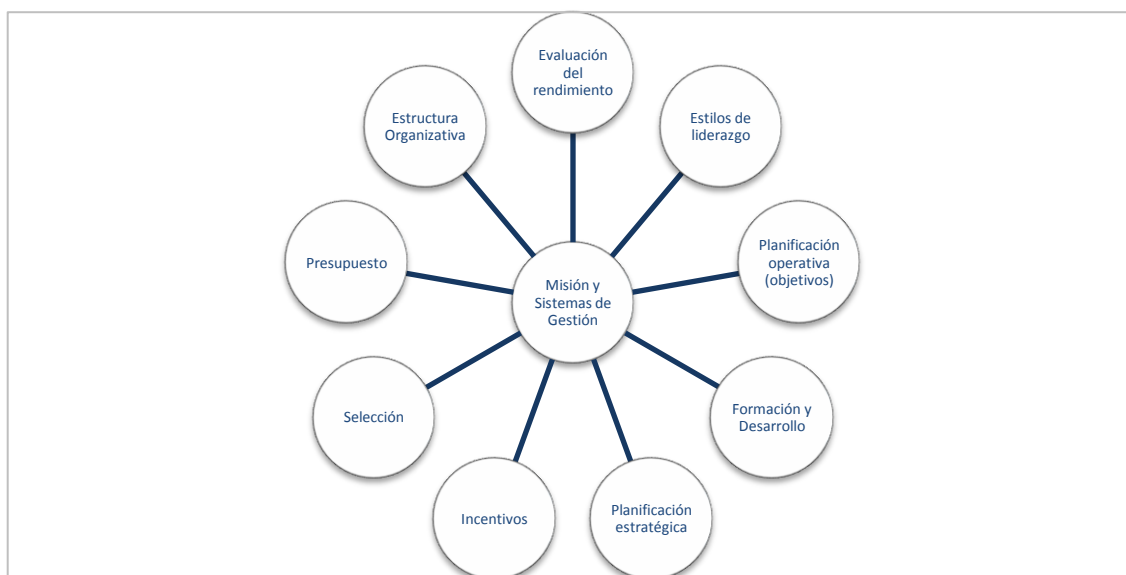 Evaluación
del
rendimiento
Estructura
Organizativa
Estilos de
liderazgo
Presupuesto
Planificación
operativa
(objetivos)
Misión y
Sistemas de
Gestión
Selección
Formación y
Desarrollo
Incentivos
Planificación
estratégica